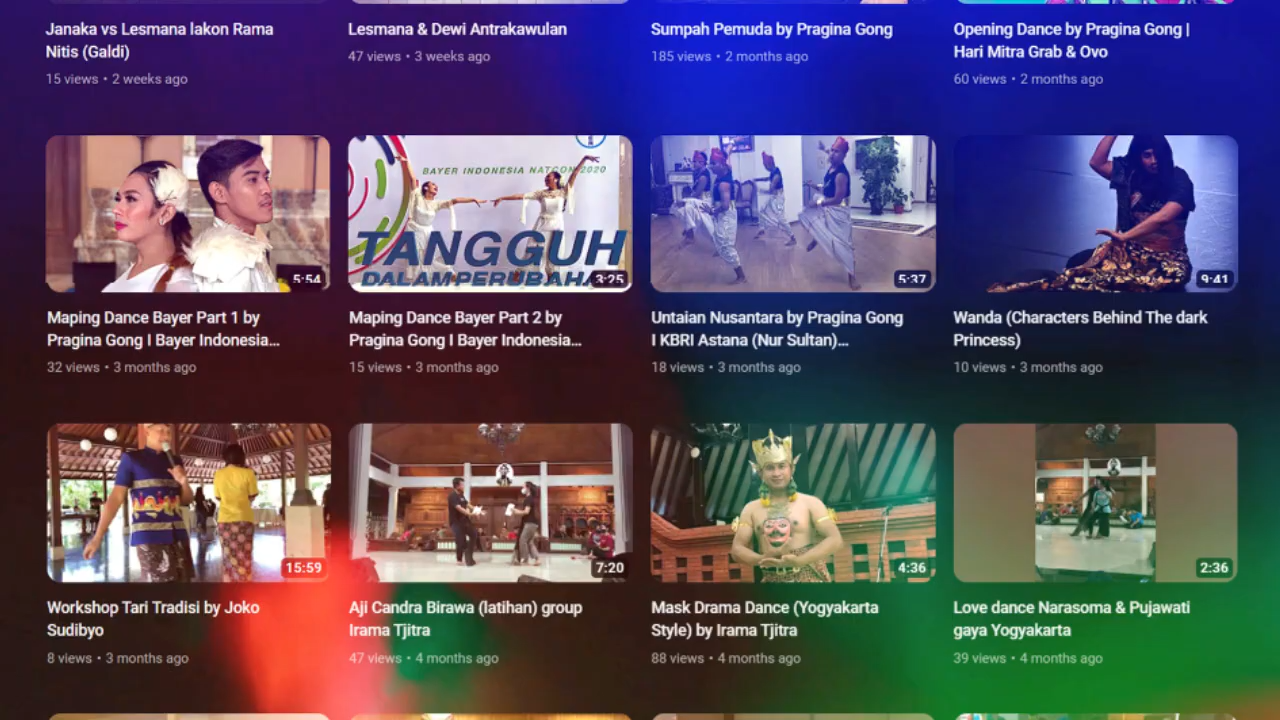 Janaka vs Lesmana lakon Rama
Nitis (Galdi)
15 views • 2 weeks ago
Lesmana & Dewi Antrakawulan
47 views • 3 weeks ago
Sumpah Pemuda by Pragina Gong
185 views • 2 months ago
Opening Dance by Pragina Gong |
Hari Mitra Grab & Ovo
60 views • 2 months ago
5:54
BAYER INDONESIA NATCON 2020
TANGGUH
DALAM PERUBAHA
3:25
5:37
9:41
Maping Dance Bayer Part 1 by
Pragina Gong I Bayer Indonesia...
32 views • 3 months ago
Maping Dance Bayer Part 2 by
Pragina Gong I Bayer Indonesia...
15 views • 3 months ago
Untaian Nusantara by Pragina Gong
I KBRI Astana (Nur Sultan)...
18 views • 3 months ago
Wanda (Characters Behind The dark
Princess)
10 views • 3 months ago
15:59
7:20
4:36
2:36
Workshop Tari Tradisi by Joko
Sudibyo
8 views • 3 months ago
Aji Candra Birawa (latihan) group
Irama Tjitra
47 views • 4 months ago
Mask Drama Dance (Yogyakarta
Style) by Irama Tjitra
88 views • 4 months ago
Love dance Narasoma & Pujawati
gaya Yogyakarta
39 views • 4 months ago